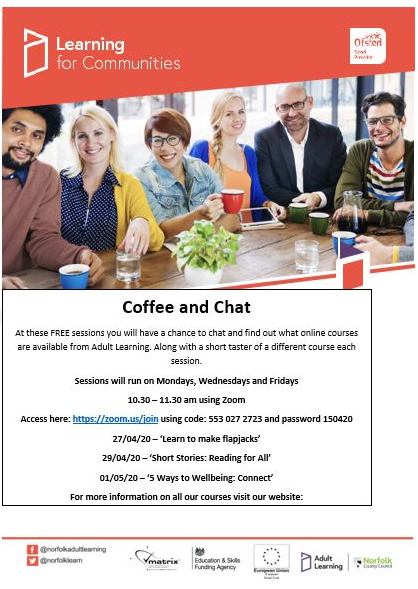 Learning
for Communities
Ofsted
Good
Provider
Coffee and Chat
At these FREE sessions you will have a chance to chat and find out what online courses
are available from Adult Learning. Along with a short taster of a different course each
session.
Sessions will run on Mondays, Wednesdays and Fridays
10.30 – 11.30 am using Zoom
Access here: https://zoom.us/join using code: 553 027 2723 and password 150420
27/04/20 – ‘Learn to make flapjacks’
29/04/20 – ‘Short Stories: Reading for All’
01/05/20 – ‘5 Ways to Wellbeing: Connect’
For more information on all our courses visit our website:
@norfolkadultlearning
@norfolklearn
matrix
Education & Skills
Funding Agency
European Union
Adult
Learning
Norfolk
County Council